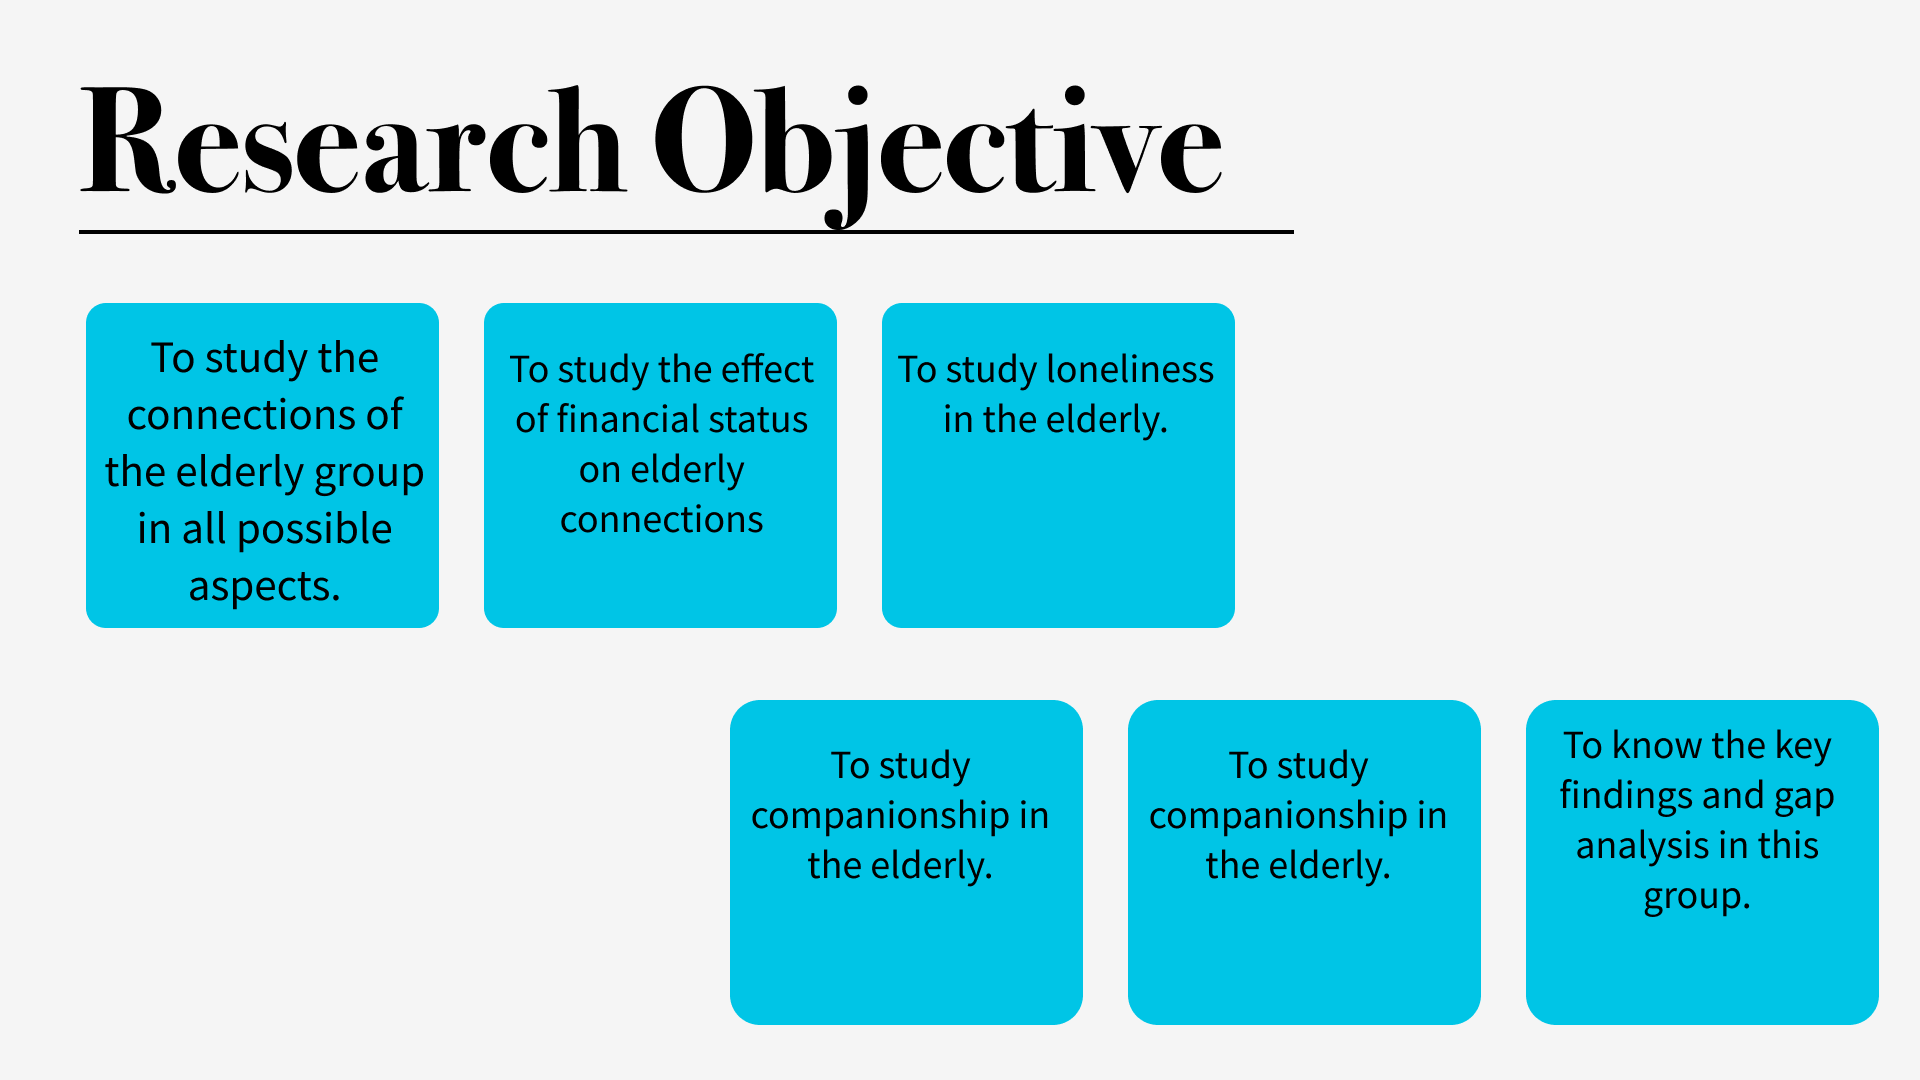 Research Objective
To study the
connections of
the elderly group
in all possible
aspects.
To study the effect
of financial status
on elderly
connections
To study loneliness
in the elderly.
To study
companionship in
the elderly.
To study
companionship in
the elderly.
To know the key
findings and gap
analysis in this
group.